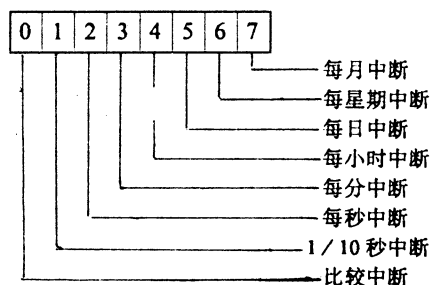 0 1 2 3 4 5 6 7
每月中断
每星期中断
每日中断
每小时中断
每分中断
每秒中断
1/10秒中断
比较中断